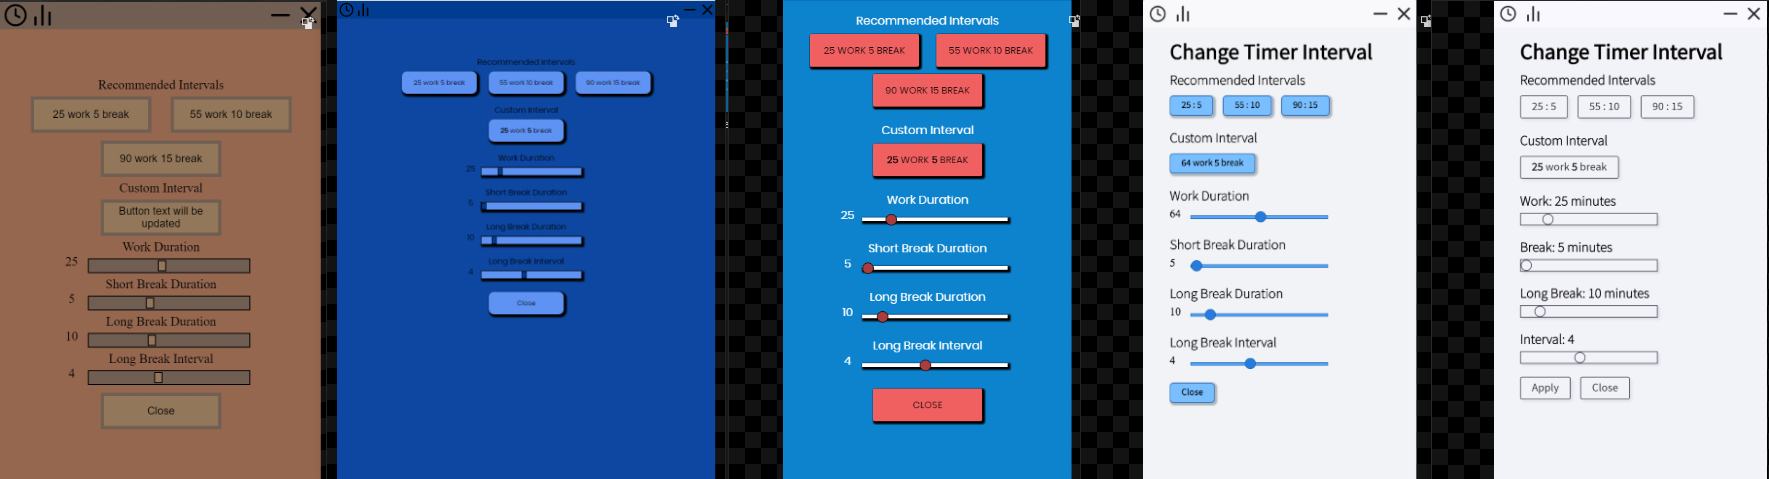 Recommended Intervals
25 work 5 break
55 work 10 break
90 work 15 break
Custom Interval
Button text will be
updated
Work Duration
25
Short Break Duration
5
Long Break Duration
10
Long Break Interval
4
Close
Recommended Intervals
25 work 5 break
55 work 10 break
90 work 15 break
Custom Interval
25 work 5 break
Work Duration
25
Short Break Duration
5
Long Break Duration
10
Long Break Interval
4
Close
Recommended Intervals
25 WORK 5 BREAK
55 WORK 10 BREAK
90 WORK 15 BREAK
Custom Interval
25 WORK 5 BREAK
Work Duration
25
Short Break Duration
5
Long Break Duration
10
Long Break Interval
4
CLOSE
Change Timer Interval
Recommended Intervals
25 : 5
55 : 10
90 : 15
Custom Interval
64 work 5 break
Work Duration
64
Short Break Duration
5
Long Break Duration
10
Long Break Interval
4
Close
Change Timer Interval
Recommended Intervals
25 : 5
55 : 10
90 : 15
Custom Interval
25 work 5 break
Work: 25 minutes
Break: 5 minutes
Long Break: 10 minutes
Interval: 4
Apply
Close